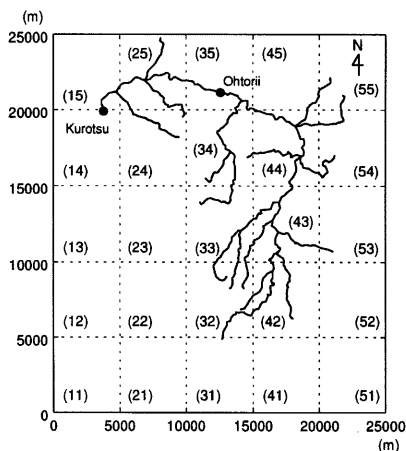 (m)
25000
(25) (35) (45) N
(15) Ohtorii (55)
20000
Kurotsu
(34)
(14) (24) (44) (54)
15000
(43)
(13) (23) (33) (53)
10000
(12) (22) (32) (42) (52)
5000
(11) (21) (31) (41) (51)
0
0 5000 10000 15000 20000 25000
(m)